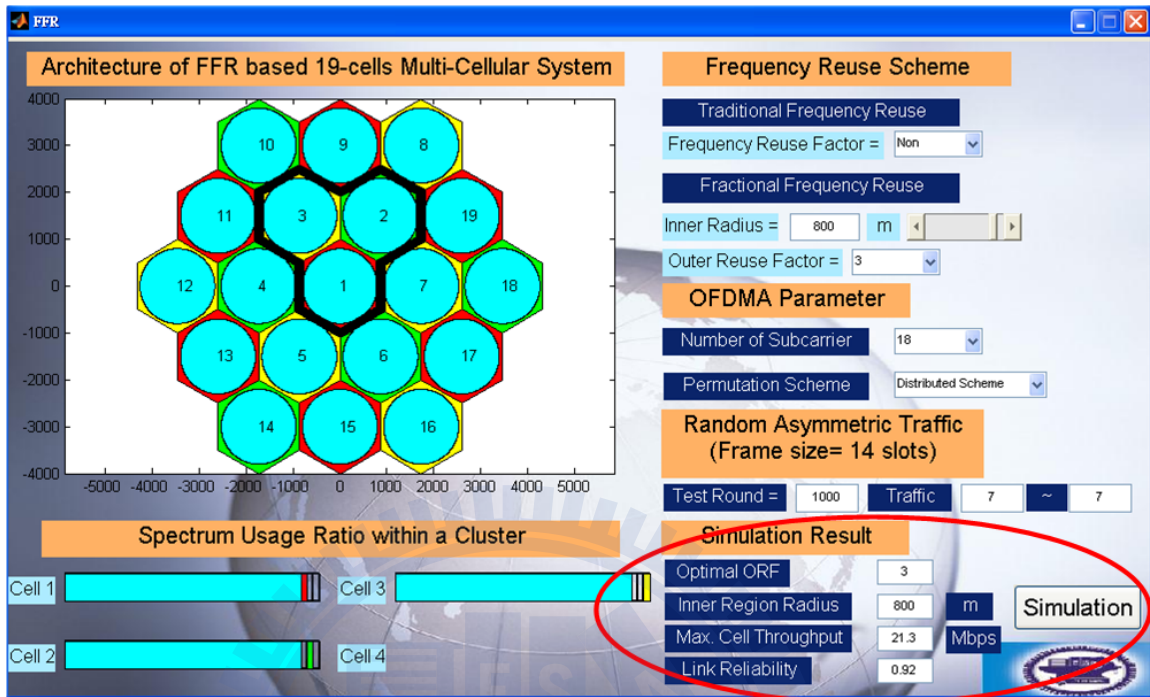 FFR
Architecture of FFR based 19-cells Multi-Cellular System
4000
3000
2000
1000
0
-1000
-2000
-3000
-4000
-5000 -4000 -3000 -2000 -1000 0 1000 2000 3000 4000 5000
10 9 8
11 3 2 19
12 4 1 7 18
13 5 6 17
14 15 16
Frequency Reuse Scheme
Traditional Frequency Reuse
Frequency Reuse Factor = Non
Fractional Frequency Reuse
Inner Radius = 800 m
Outer Reuse Factor = 3
OFDMA Parameter
Number of Subcarrier 18
Permutation Scheme Distributed Scheme
Random Asymmetric Traffic
(Frame size= 14 slots)
Test Round = 1000 Traffic 7 ~ 7
Spectrum Usage Ratio within a Cluster
Cell 1 Cell 3
Cell 2 Cell 4
Simulation Result
Optimal ORF 3
Inner Region Radius 800 m
Max. Cell Throughput 21.3 Mbps
Link Reliability 0.92
Simulation